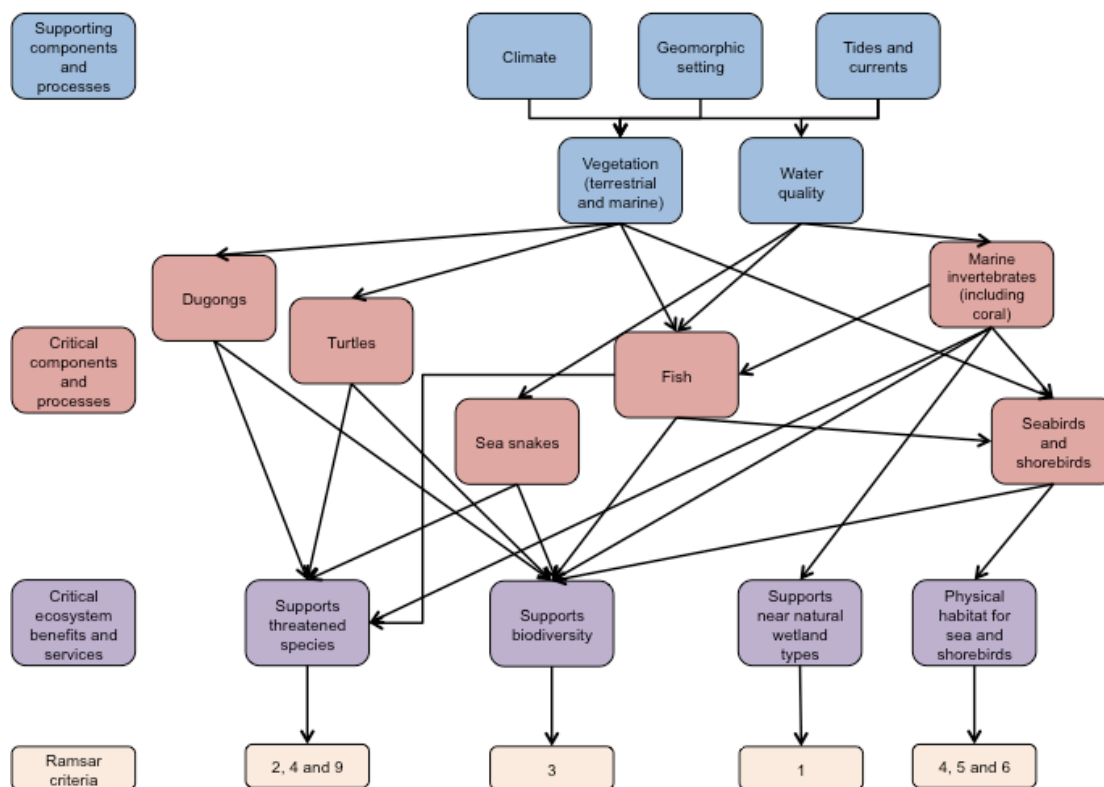 Supporting
components
and
processes
Climate
Geomorphic
setting
Tides and
currents
Vegetation
(terrestrial
and marine)
Water
quality
Dugongs
Turtles
Marine
invertebrates
(including
coral)
Critical
components
and
processes
Fish
Sea snakes
Seabirds
and
shorebirds
Critical
ecosystem
benefits and
services
Supports
threatened
species
Supports
biodiversity
Supports
near natural
wetland
types
Physical
habitat for
sea and
shorebirds
Ramsar
criteria
2, 4 and 9
3
1
4, 5 and 6